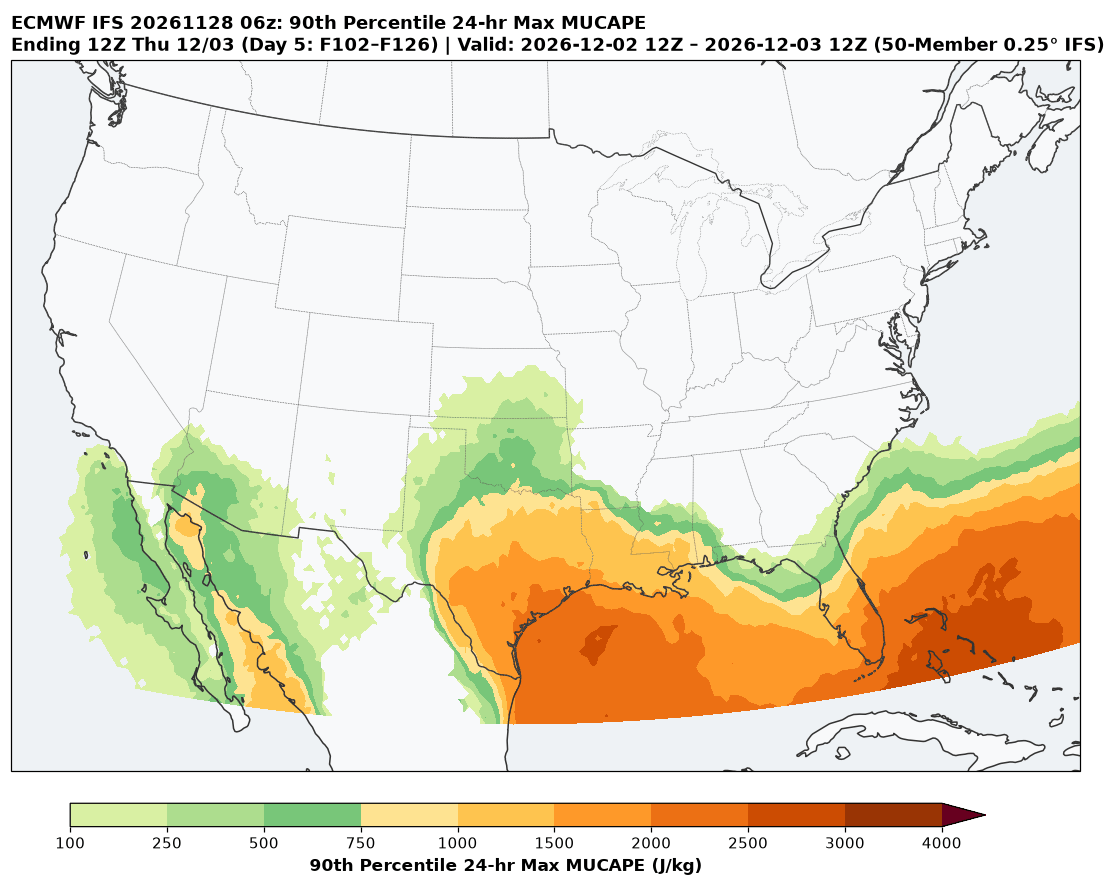 ECMWF IFS 20261128 06z: 90th Percentile 24-hr Max MUCAPE
Ending 12Z Thu 12/03 (Day 5: F102–F126) | Valid: 2026-12-02 12Z – 2026-12-03 12Z (50-Member 0.25° IFS)
100 250 500 750 1000 1500 2000 2500 3000 4000
90th Percentile 24-hr Max MUCAPE (J/kg)